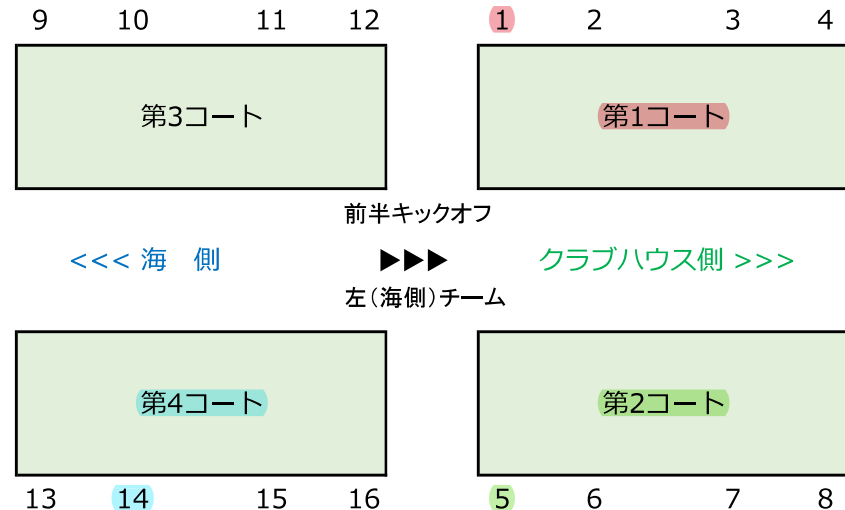 9 10 11 12 1 2 3 4
第3コート 第1コート
前半キックオフ
<<< 海　側 ▶▶▶ クラブハウス側 >>>
左(海側)チーム
第4コート 第2コート
13 14 15 16 5 6 7 8